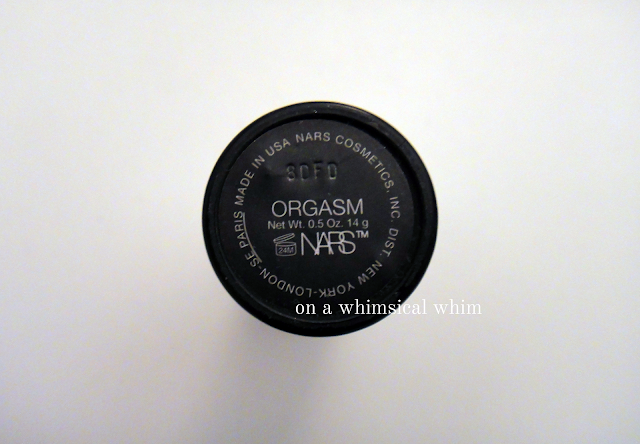 MADE IN USA NARS COSMETICS, INC. DIST. NEW YORK-LONDON-SE PARIS
ORGASM
Net Wt. 0.5 Oz. 14 g
24M NARS™
on a whimsical whim